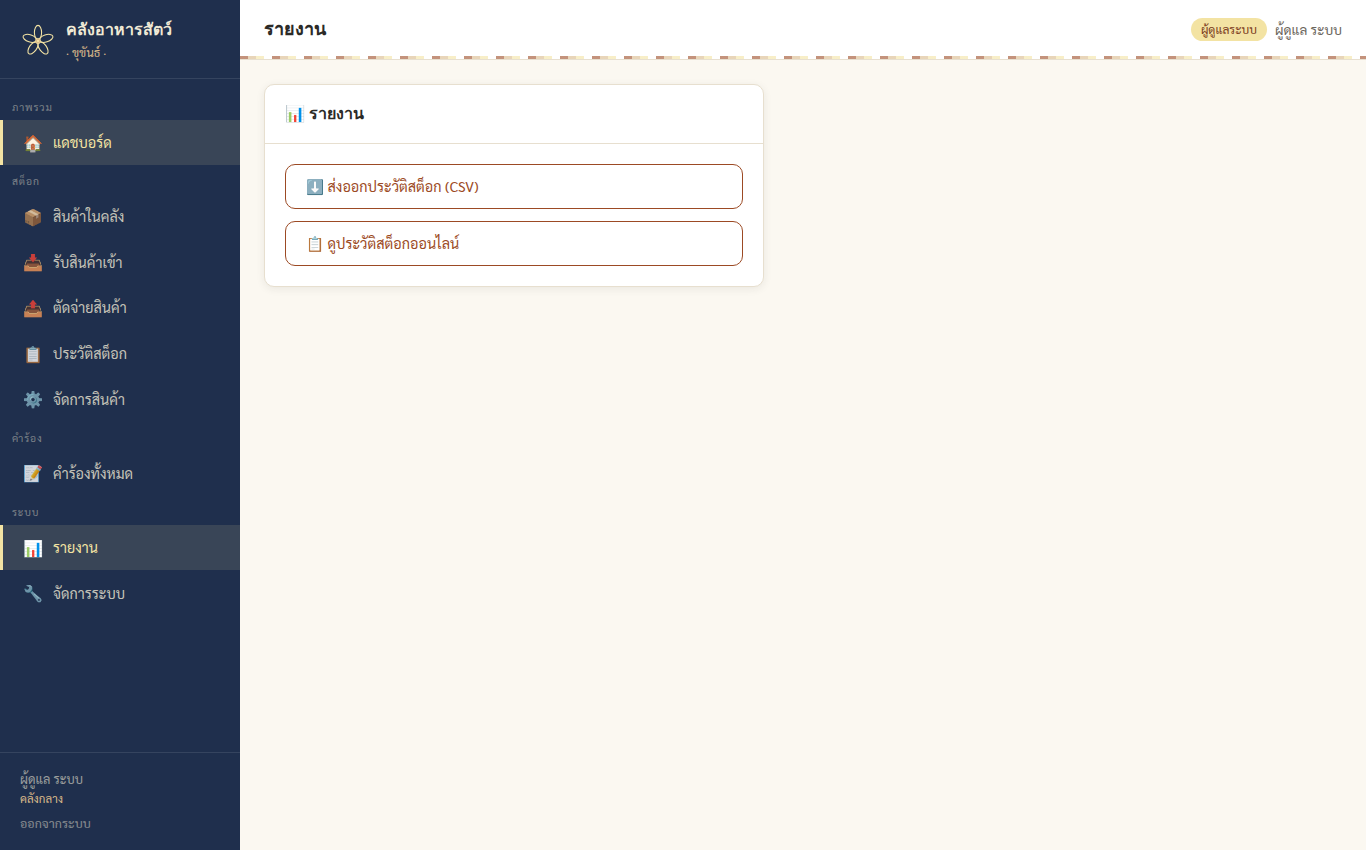 คลังอาหารสัตว์
· ขุขันธ์ ·
ภาพรวม
แดชบอร์ด
สต็อก
สินค้าในคลัง
รับสินค้าเข้า
ตัดจ่ายสินค้า
ประวัติสต็อก
จัดการสินค้า
คำร้อง
คำร้องทั้งหมด
ระบบ
รายงาน
จัดการระบบ
ผู้ดูแล ระบบ
คลังกลาง
ออกจากระบบ
รายงาน
ผู้ดูแลระบบ ผู้ดูแล ระบบ
รายงาน
ส่งออกประวัติสต็อก (CSV)
ดูประวัติสต็อกออนไลน์